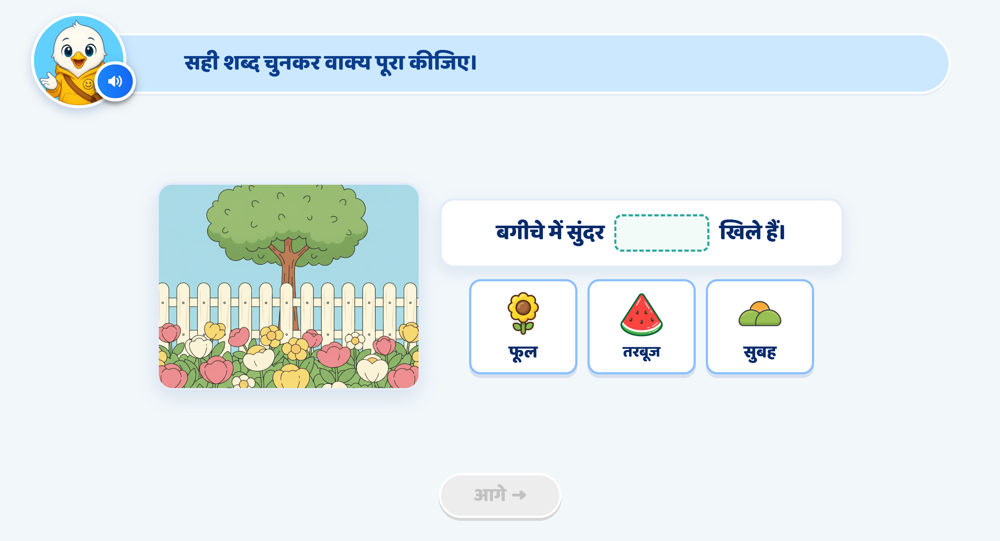 सही शब्द चुनकर वाक्य पूरा कीजिए।
बगीचे में सुंदर खिले हैं।
फूल
तरबूज
सुबह
आगे →